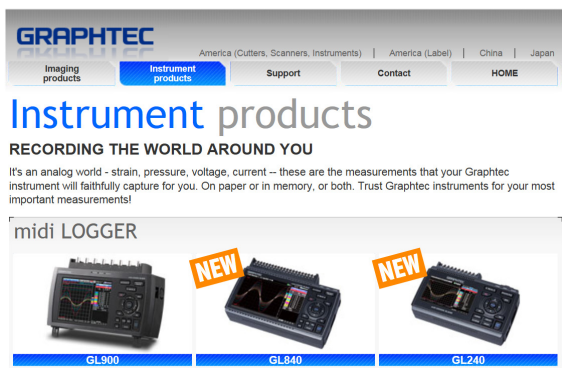 GRAPHTEC
America (Cutters, Scanners, Instruments) | America (Label) | China | Japan
Imaging products
Instrument products
Support
Contact
HOME
Instrument products
RECORDING THE WORLD AROUND YOU
It's an analog world - strain, pressure, voltage, current -- these are the measurements that your Graphtec
instrument will faithfully capture for you. On paper or in memory, or both. Trust Graphtec instruments for your most
important measurements!
midi LOGGER
NEW
NEW
GL900
GL840
GL240